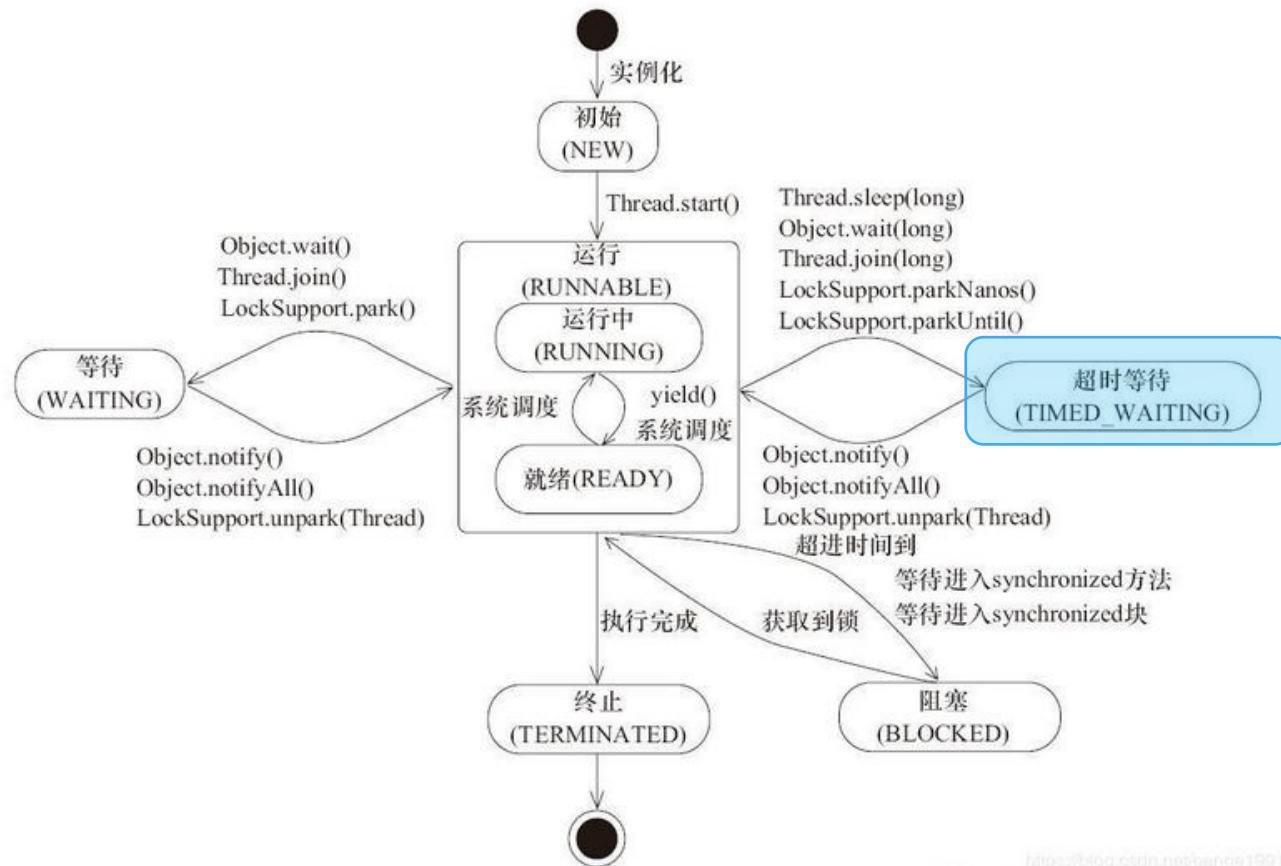 实例化
初始
(NEW)
Thread.start()
Object.wait()
Thread.join()
LockSupport.park()
运行
(RUNNABLE)
运行中
(RUNNING)
Thread.sleep(long)
Object.wait(long)
Thread.join(long)
LockSupport.parkNanos()
LockSupport.parkUntil()
等待
(WAITING)
系统调度
yield()
系统调度
超时等待
(TIMED_WAITING)
Object.notify()
Object.notifyAll()
LockSupport.unpark(Thread)
就绪(READY)
Object.notify()
Object.notifyAll()
LockSupport.unpark(Thread)
超进时间到
等待进入synchronized方法
等待进入synchronized块
执行完成
获取到锁
终止
(TERMINATED)
阻塞
(BLOCKED)